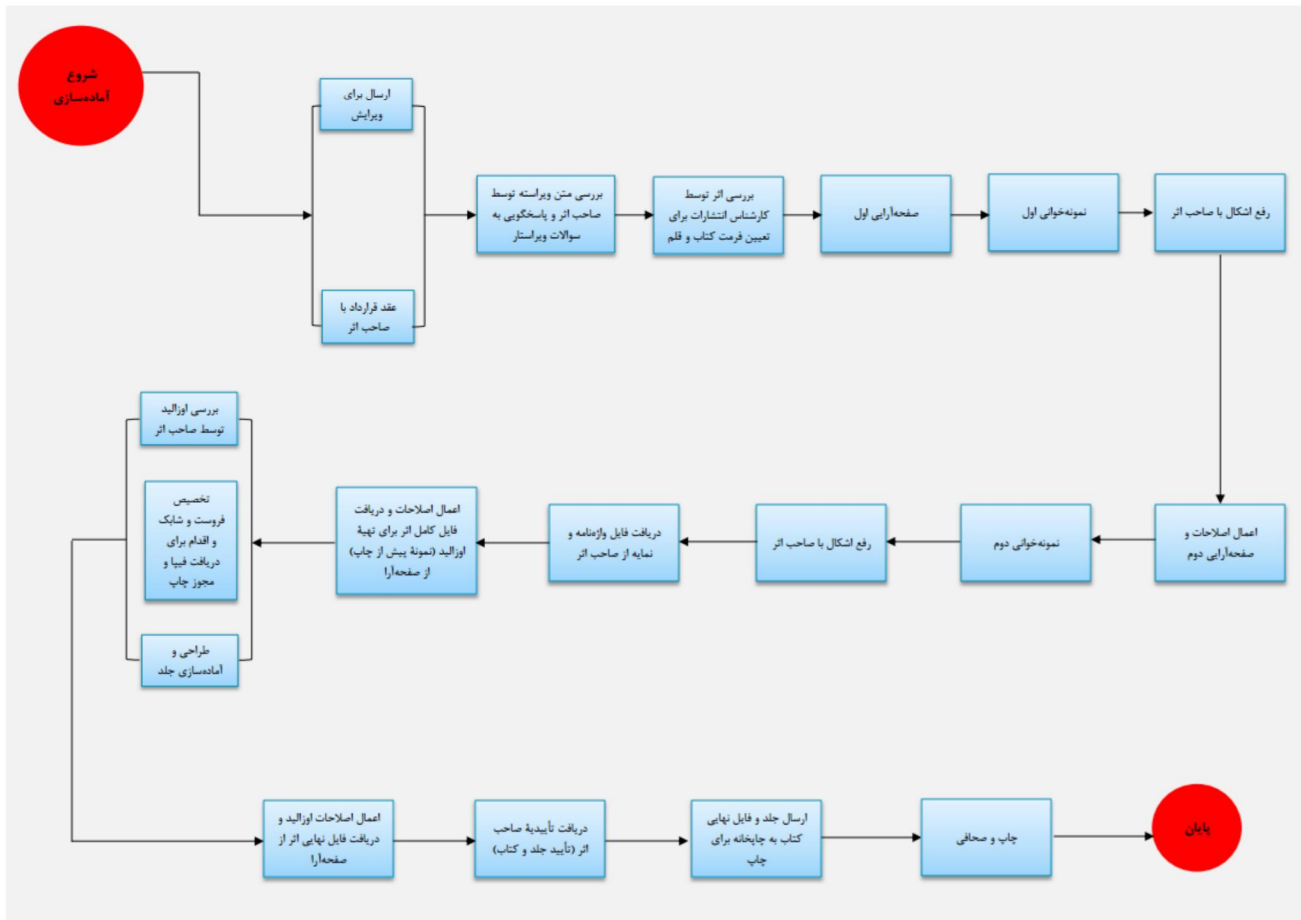 شروع
آماده‌سازی
ارسال برای
ویرایش
عقد قرارداد با
صاحب اثر
بررسی متن ویراسته توسط
صاحب اثر و پاسخگویی به
سوالات ویراستار
بررسی اثر توسط
کارشناس انتشارات برای
تعیین فرمت کتاب و قلم
صفحه‌آرایی اول
نمونه‌خوانی اول
رفع اشکال با صاحب اثر
اعمال اصلاحات و
صفحه‌آرایی دوم
نمونه‌خوانی دوم
رفع اشکال با صاحب اثر
دریافت فایل واژه‌نامه و
نمایه از صاحب اثر
اعمال اصلاحات و دریافت
فایل کامل اثر برای تهیۀ
اوزالید (نمونۀ پیش از چاپ)
از صفحه‌آرا
بررسی اوزالید
توسط صاحب اثر
تخصیص
فروست و شابک
و اقدام برای
دریافت فیپا و
مجوز چاپ
طراحی و
آماده‌سازی جلد
اعمال اصلاحات اوزالید و
دریافت فایل نهایی اثر از
صفحه‌آرا
دریافت تأییدیۀ صاحب
اثر (تأیید جلد و کتاب)
ارسال جلد و فایل نهایی
کتاب به چاپخانه برای
چاپ
چاپ و صحافی
پایان